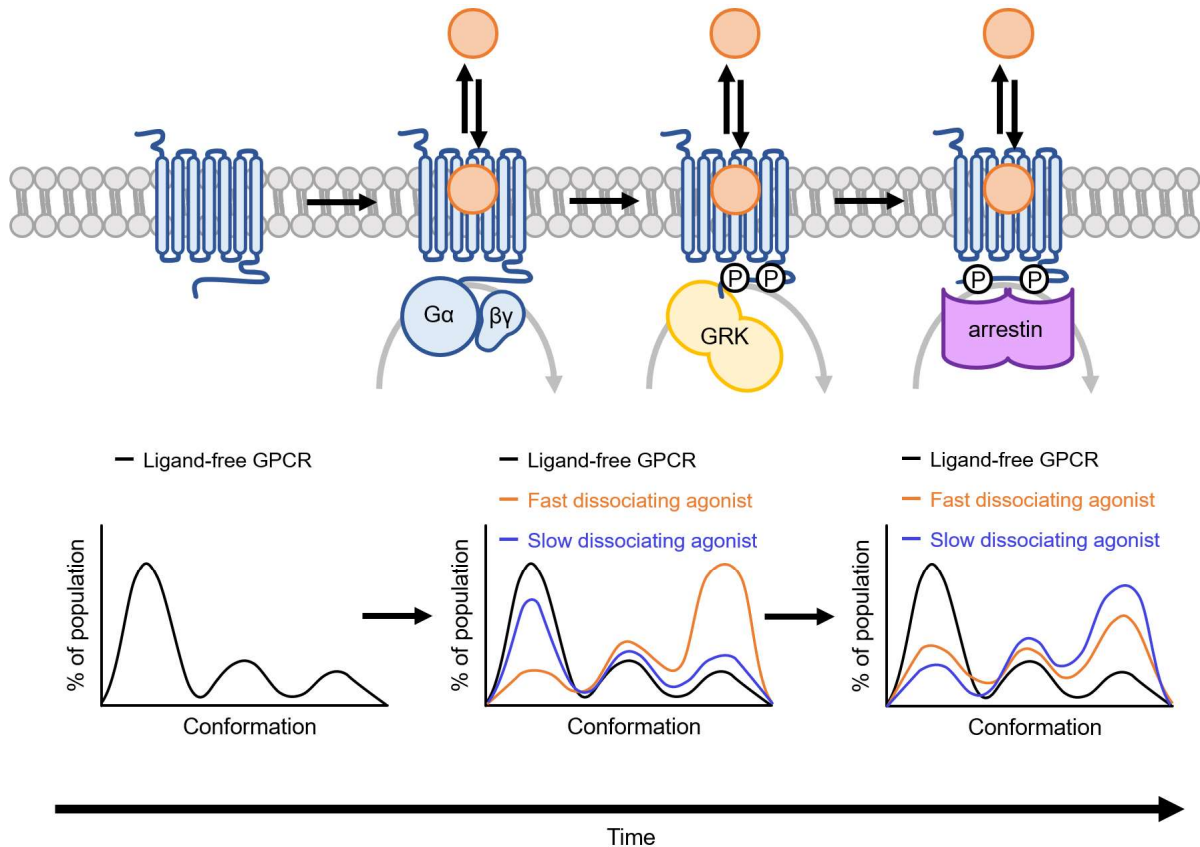 Gα
βγ
P
P
GRK
P
P
arrestin
Ligand-free GPCR
% of population
Conformation
Ligand-free GPCR
Fast dissociating agonist
Slow dissociating agonist
% of population
Conformation
Ligand-free GPCR
Fast dissociating agonist
Slow dissociating agonist
% of population
Conformation
Time